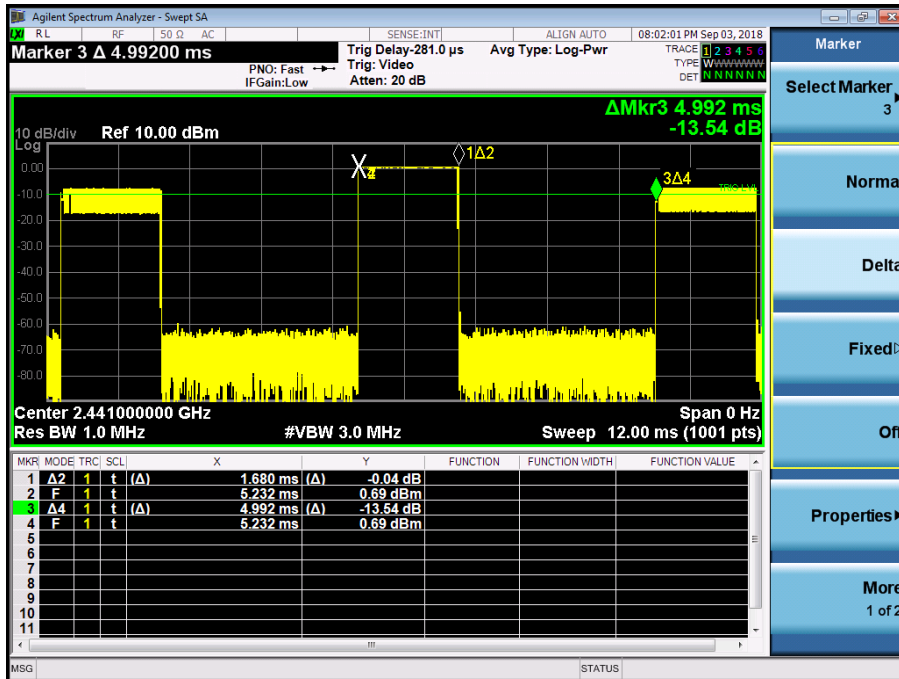 Agilent Spectrum Analyzer - Swept SA
LXI RL RF 50 Ω AC SENSE:INT ALIGN AUTO 08:02:01 PM Sep 03, 2018
Marker 3 Δ 4.99200 ms
PNO: Fast
IFGain:Low
Trig Delay-281.0 µs
Trig: Video
Atten: 20 dB
Avg Type: Log-Pwr
TRACE 1 2 3 4 5 6
TYPE WWWWWW
DET N N N N N N
ΔMkr3 4.992 ms
-13.54 dB
10 dB/div Ref 10.00 dBm
Log
0.00
-10.0
-20.0
-30.0
-40.0
-50.0
-60.0
-70.0
-80.0
1Δ2
3Δ4
TRIG LVL
Center 2.441000000 GHz Span 0 Hz
Res BW 1.0 MHz #VBW 3.0 MHz Sweep 12.00 ms (1001 pts)
MKR MODE TRC SCL X Y FUNCTION FUNCTION WIDTH FUNCTION VALUE
1 Δ2 1 t (Δ) 1.680 ms (Δ) -0.04 dB
2 F 1 t 5.232 ms 0.69 dBm
3 Δ4 1 t (Δ) 4.992 ms (Δ) -13.54 dB
4 F 1 t 5.232 ms 0.69 dBm
5
6
7
8
9
10
11
MSG STATUS
Marker
Select Marker
3
Norma
Delta
Fixed
Off
Properties
More
1 of 2